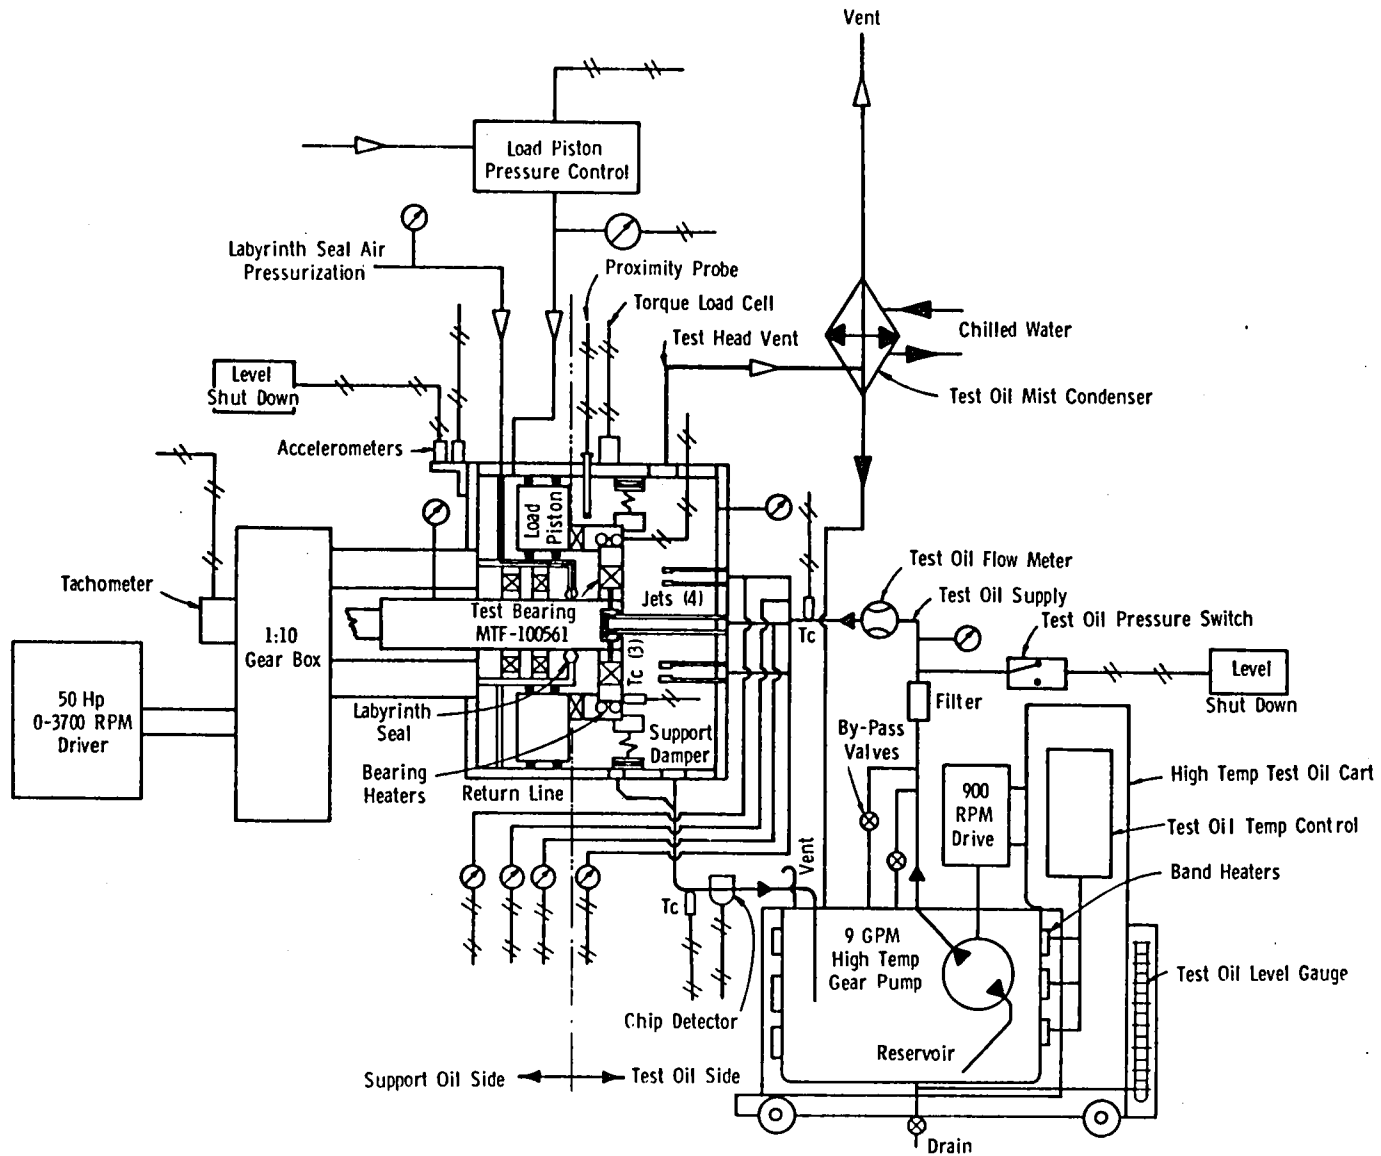 Vent
Load Piston
Pressure Control
Labyrinth Seal Air
Pressurization
Proximity Probe
Torque Load Cell
Test Head Vent
Chilled Water
Level
Shut Down
Test Oil Mist Condenser
Accelerometers
Load
Piston
Tachometer
1:10
Gear Box
Test Bearing
MTF-100561
Jets (4)
Tc (3)
Tc
Test Oil Flow Meter
Test Oil Supply
Test Oil Pressure Switch
Level
Shut Down
50 Hp
0-3700 RPM
Driver
Labyrinth
Seal
Support
Damper
Filter
By-Pass
Valves
Bearing
Heaters
Return Line
900
RPM
Drive
High Temp Test Oil Cart
Test Oil Temp Control
Band Heaters
Vent
Tc
9 GPM
High Temp
Gear Pump
Test Oil Level Gauge
Chip Detector
Reservoir
Support Oil Side
Test Oil Side
Drain